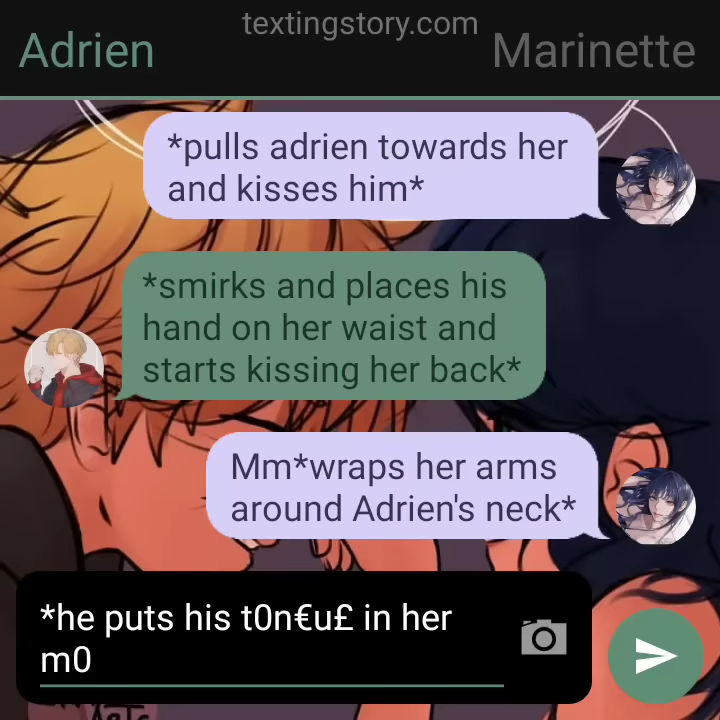 textingstory.com
Adrien
Marinette
*pulls adrien towards her
and kisses him*
*smirks and places his
hand on her waist and
starts kissing her back*
Mm*wraps her arms
around Adrien's neck*
*he puts his t0n€u£ in her
m0